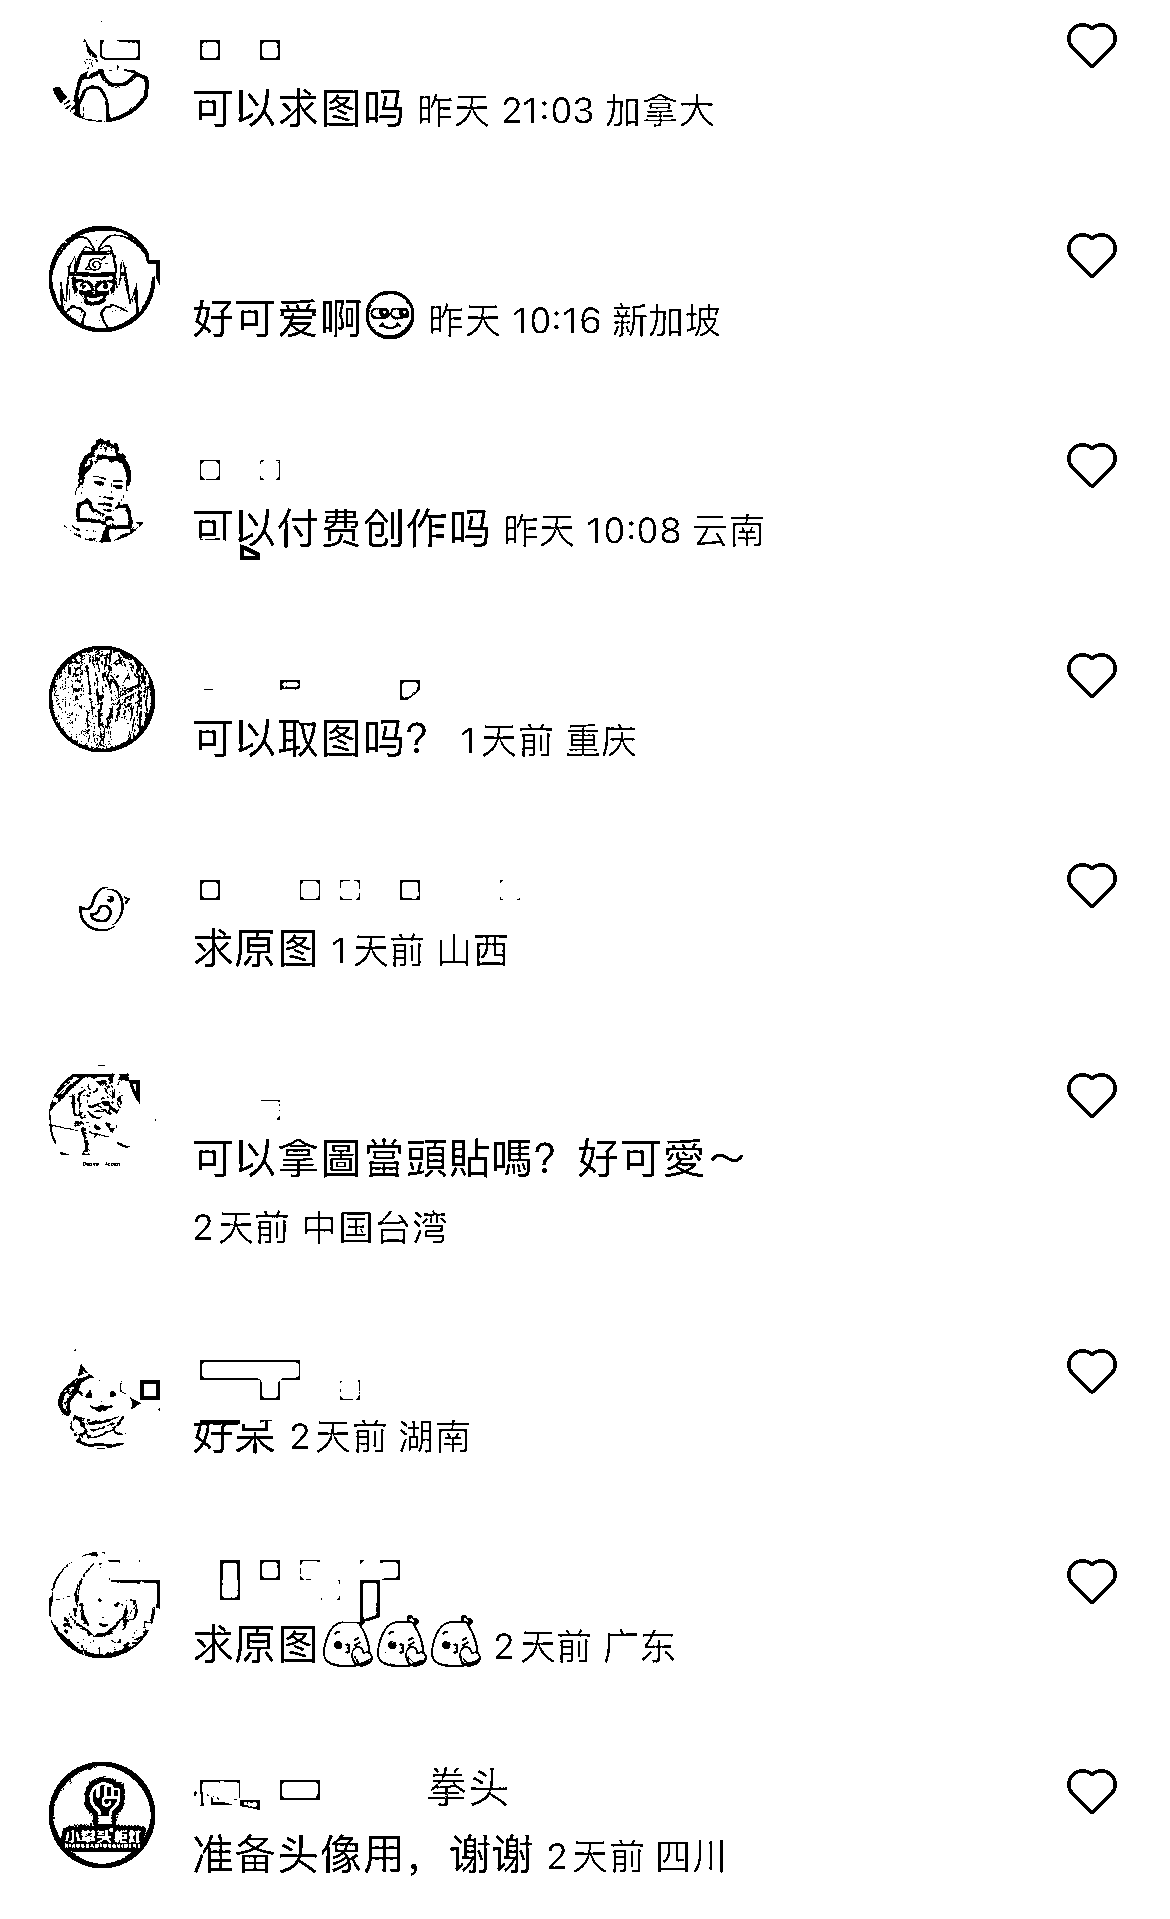 可以求图吗 昨天 21:03 加拿大
好可爱啊 昨天 10:16 新加坡
可以付费创作吗 昨天 10:08 云南
可以取图吗？ 1天前 重庆
求原图 1天前 山西
可以拿圖當頭貼嗎？好可愛～
2天前 中国台湾
好呆 2天前 湖南
求原图 2天前 广东
拳头
准备头像用，谢谢 2天前 四川